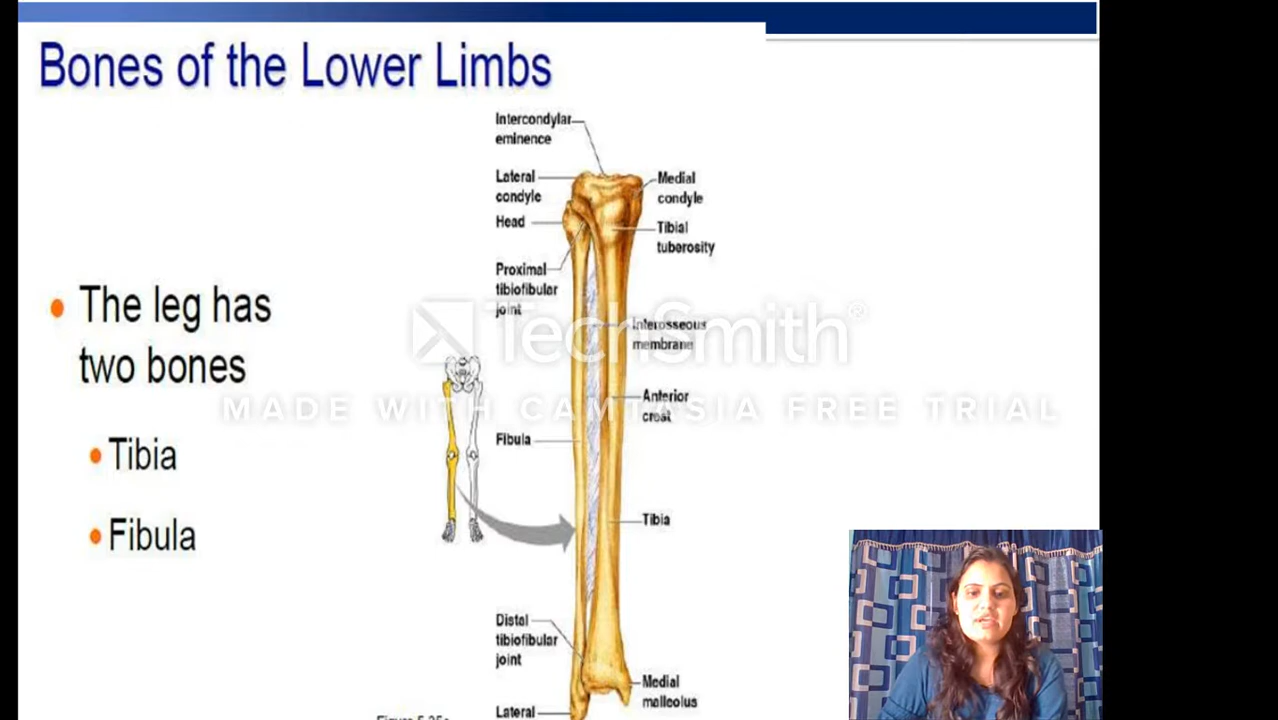 Bones of the Lower Limbs
Intercondylar
eminence
Lateral
condyle
Medial
condyle
Head
Tibial
tuberosity
Proximal
tibiofibular
joint
The leg has
two bones
Interosseous
membrane
TechSmith®
MADE WITH CAMTASIA FREE TRIAL
Anterior
crest
Fibula
Tibia
Fibula
Tibia
Distal
tibiofibular
joint
Medial
malleolus
Lateral